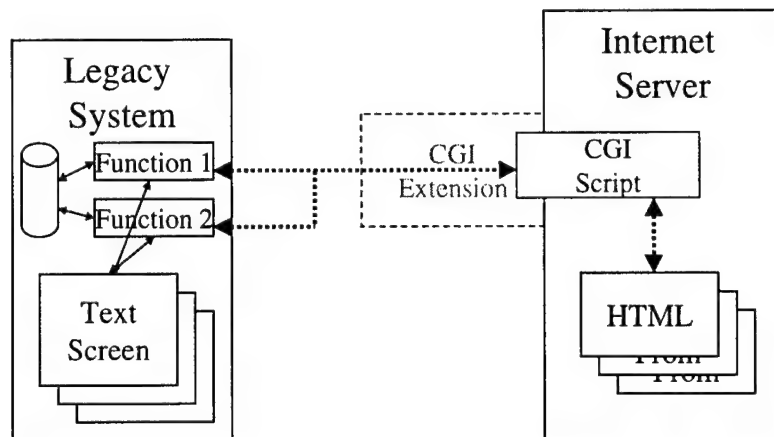 Legacy
System
Function 1
Function 2
Text
Screen
CGI
Extension
Internet
Server
CGI
Script
HTML